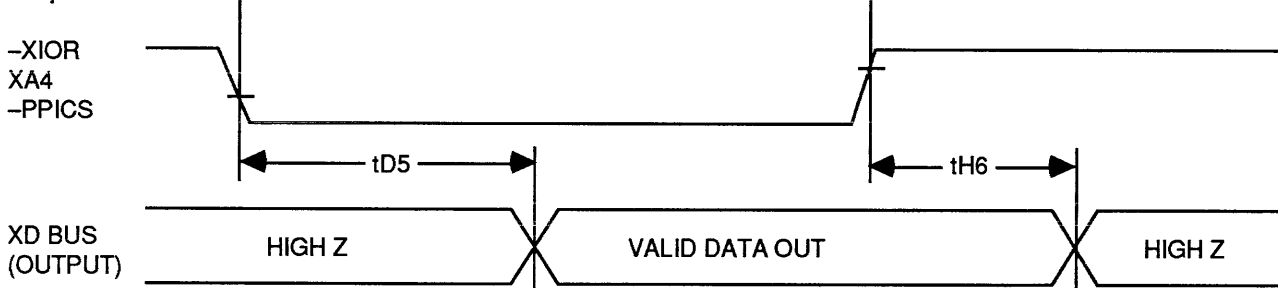 –XIOR
XA4
–PPICS
tD5
tH6
XD BUS
(OUTPUT)
HIGH Z
VALID DATA OUT
HIGH Z